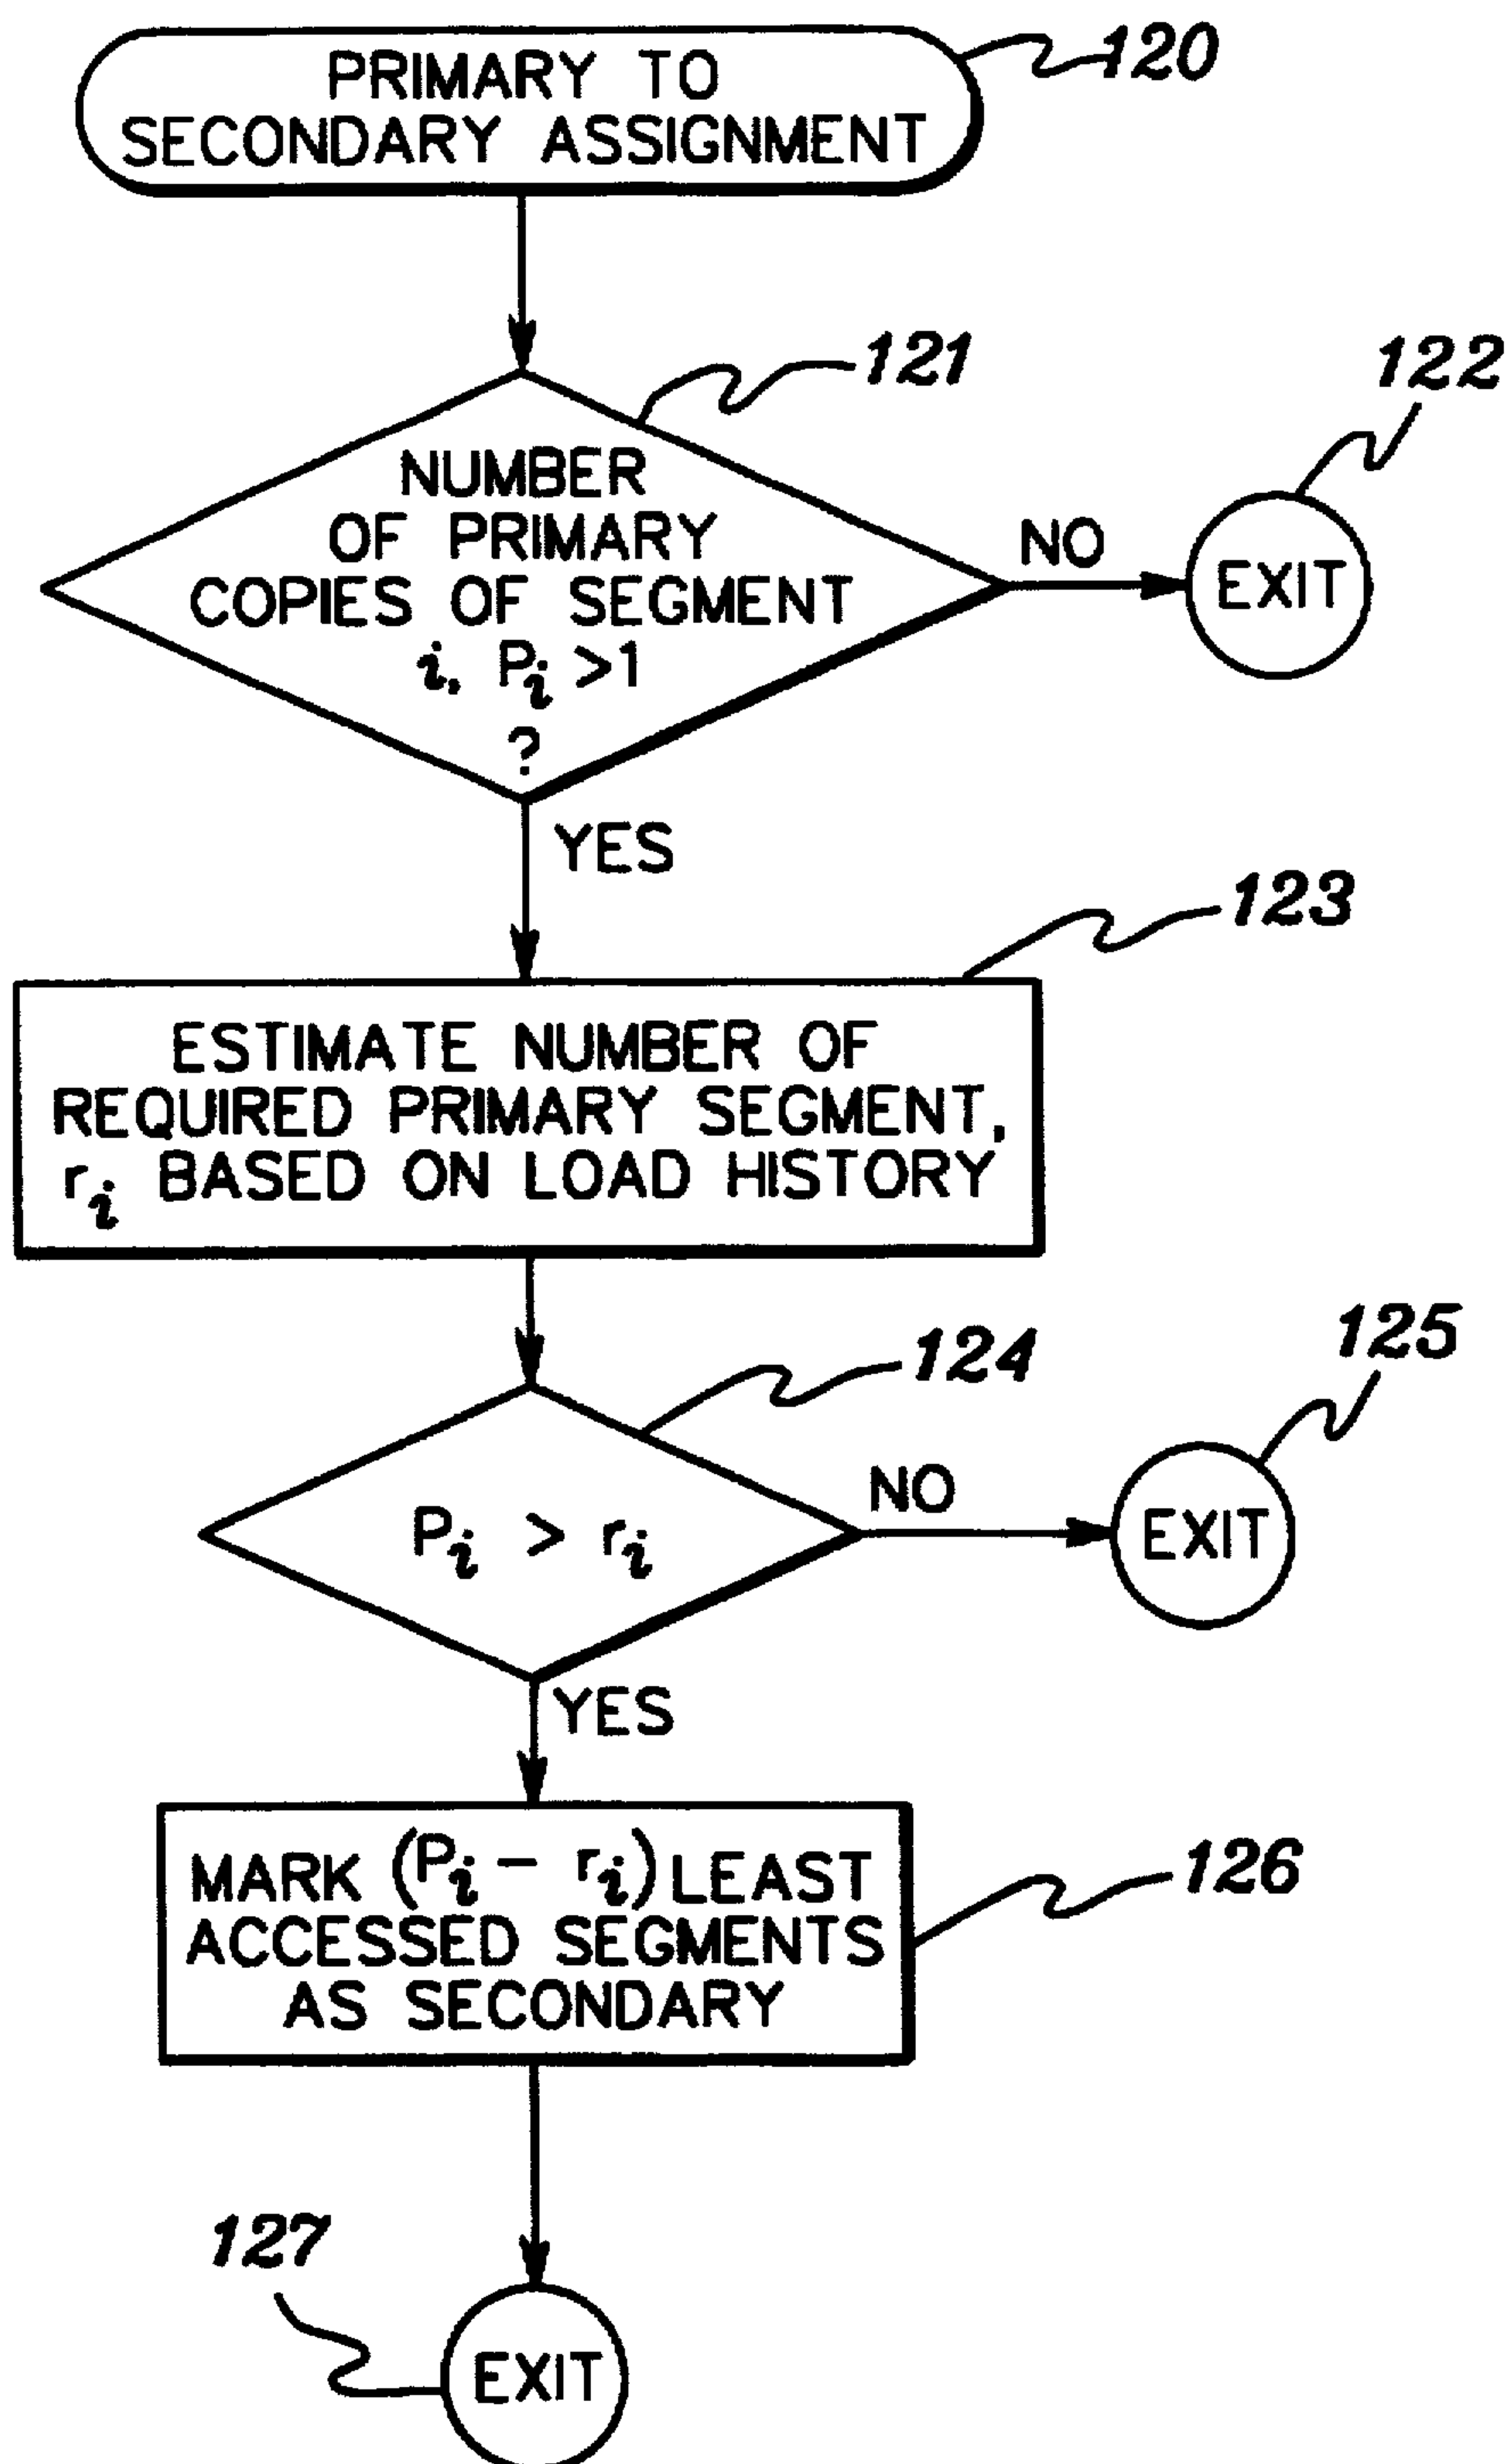 PRIMARY TO
SECONDARY ASSIGNMENT
120
121
122
NUMBER
OF PRIMARY
COPIES OF SEGMENT
i, Pi >1
?
NO
EXIT
YES
123
ESTIMATE NUMBER OF
REQUIRED PRIMARY SEGMENT,
ri BASED ON LOAD HISTORY
124
125
Pi > ri
NO
EXIT
YES
126
MARK (Pi − ri) LEAST
ACCESSED SEGMENTS
AS SECONDARY
127
EXIT